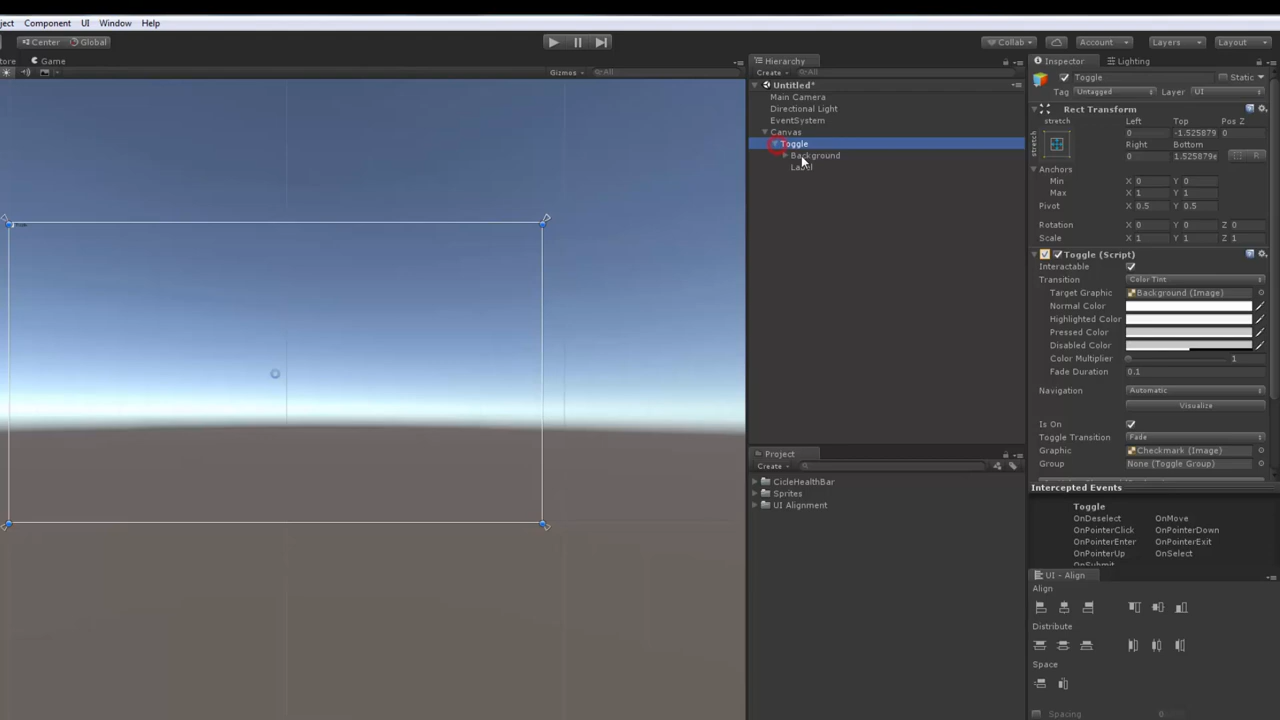 ject Component UI Window Help
Center Global
Collab Account Layers Layout
tore Game
Gizmos All
Hierarchy
Create All
Untitled*
Main Camera
Directional Light
EventSystem
Canvas
Toggle
Background
Label
Project
Create
CicleHealthBar
Sprites
UI Alignment
Inspector Lighting
Toggle Static
Tag Untagged Layer UI
Rect Transform
stretch Left Top Pos Z
stretch 0 -1.525879 0
Right Bottom
0 1.525879e R
Anchors
Min X 0 Y 0
Max X 1 Y 1
Pivot X 0.5 Y 0.5
Rotation X 0 Y 0 Z 0
Scale X 1 Y 1 Z 1
Toggle (Script)
Interactable
Transition Color Tint
Target Graphic Background (Image)
Normal Color
Highlighted Color
Pressed Color
Disabled Color
Color Multiplier 1
Fade Duration 0.1
Navigation Automatic
Visualize
Is On
Toggle Transition Fade
Graphic Checkmark (Image)
Group None (Toggle Group)
Intercepted Events
Toggle
OnDeselect OnMove
OnPointerClick OnPointerDown
OnPointerEnter OnPointerExit
OnPointerUp OnSelect
OnSubmit
UI - Align
Align
Distribute
Space
Spacing 0